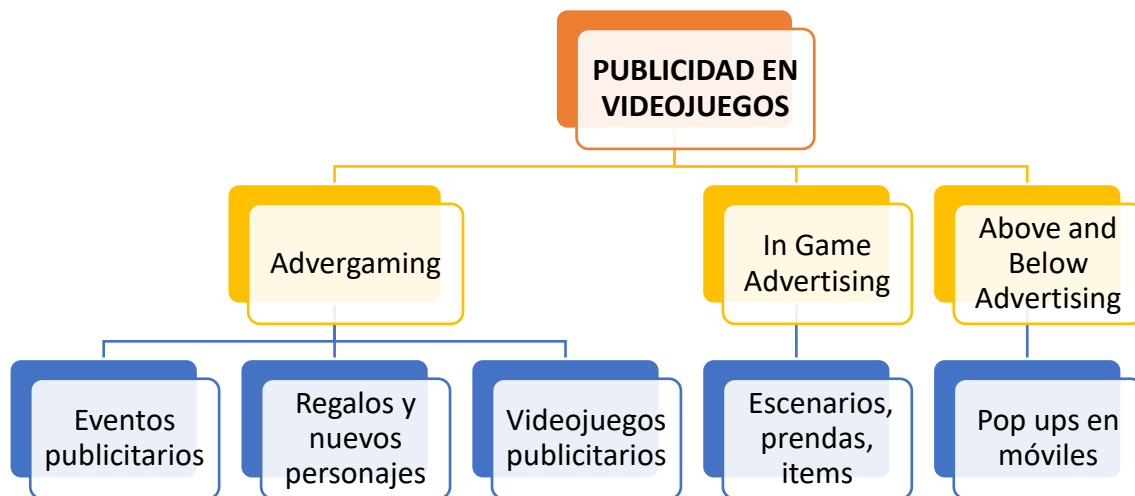 PUBLICIDAD EN
VIDEOJUEGOS
Advergaming
In Game
Advertising
Above and
Below
Advertising
Eventos
publicitarios
Regalos y
nuevos
personajes
Videojuegos
publicitarios
Escenarios,
prendas,
items
Pop ups en
móviles